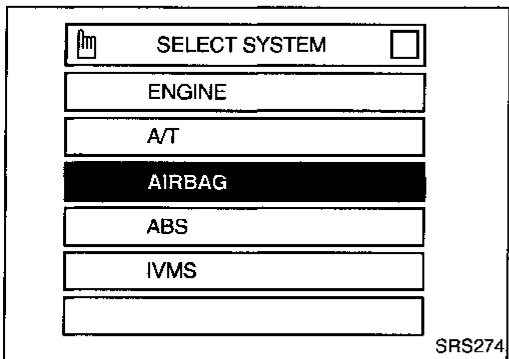 SELECT SYSTEM
ENGINE
A/T
AIRBAG
ABS
IVMS
SRS274